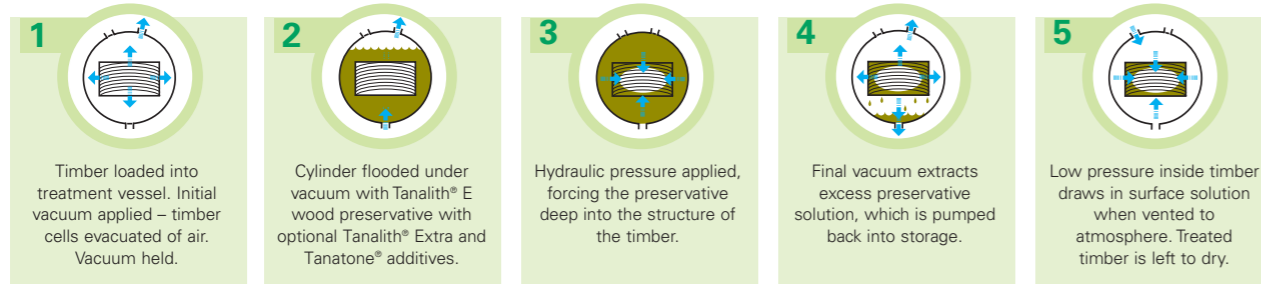 1
Timber loaded into
treatment vessel. Initial
vacuum applied – timber
cells evacuated of air.
Vacuum held.
2
Cylinder flooded under
vacuum with Tanalith® E
wood preservative with
optional Tanalith® Extra and
Tanatone® additives.
3
Hydraulic pressure applied,
forcing the preservative
deep into the structure of
the timber.
4
Final vacuum extracts
excess preservative
solution, which is pumped
back into storage.
5
Low pressure inside timber
draws in surface solution
when vented to
atmosphere. Treated
timber is left to dry.